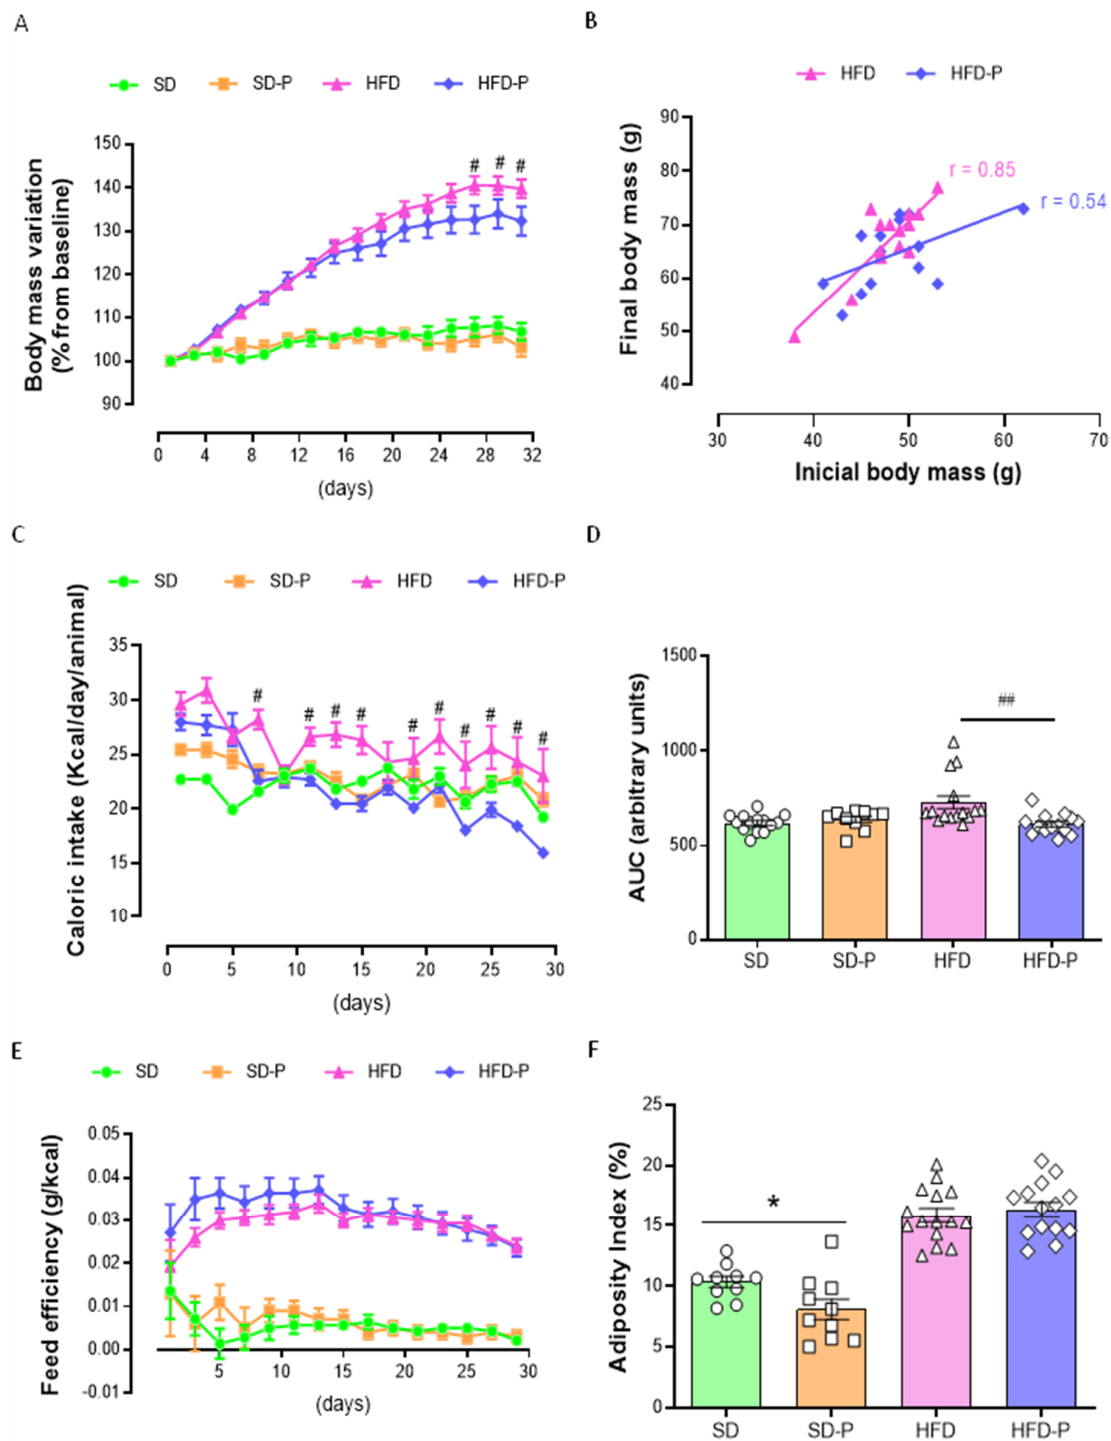 A
SD SD-P HFD HFD-P
Body mass variation
(% from baseline)
150
140
130
120
110
100
90
# # #
0 4 8 12 16 20 24 28 32
(days)
B
HFD HFD-P
Final body mass (g)
90
80
70
60
50
40
r = 0.85
r = 0.54
30 40 50 60 70
Inicial body mass (g)
C
SD SD-P HFD HFD-P
Caloric intake (Kcal/day/animal)
35
30
25
20
15
10
# # # # # # # # # #
0 5 10 15 20 25 30
(days)
D
AUC (arbitrary units)
1500
1000
500
0
##
SD SD-P HFD HFD-P
E
SD SD-P HFD HFD-P
Feed efficiency (g/kcal)
0.05
0.04
0.03
0.02
0.01
0.00
-0.01
5 10 15 20 25 30
(days)
F
Adiposity Index (%)
25
20
15
10
5
0
*
SD SD-P HFD HFD-P